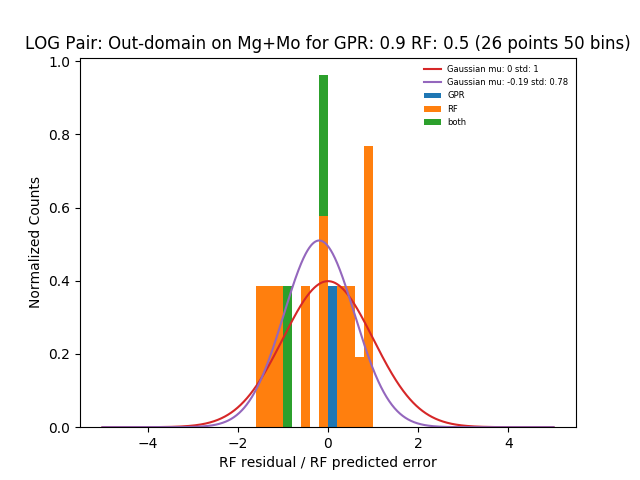 LOG Pair: Out-domain on Mg+Mo for GPR: 0.9 RF: 0.5 (26 points 50 bins)
1.0
0.8
0.6
0.4
0.2
0.0
Normalized Counts
Gaussian mu: 0 std: 1
Gaussian mu: -0.19 std: 0.78
GPR
RF
both
−4
−2
0
2
4
RF residual / RF predicted error